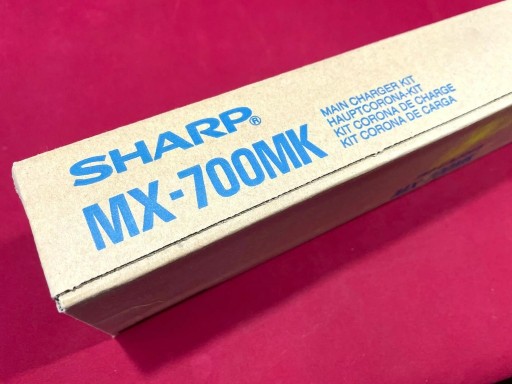 SHARP®
MX-700MK
MAIN CHARGER KIT
HAUPTCORONA-KIT
KIT CORONA DE CHARGE
KIT CORONA DE CARGA